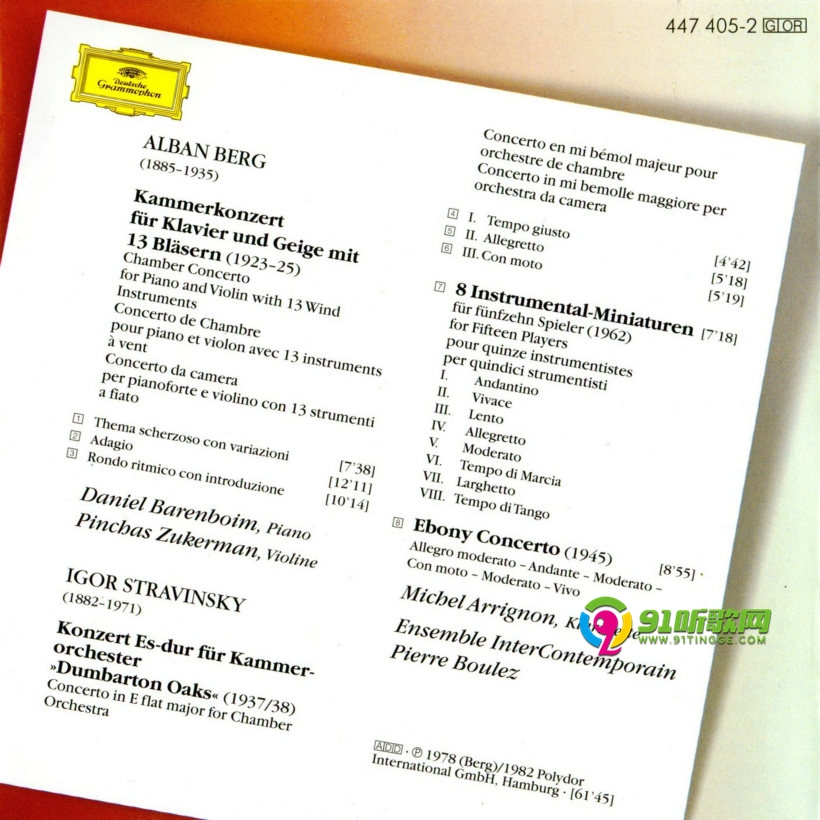 447 405-2 GI OR
Deutsche
Grammophon
ALBAN BERG
(1885–1935)
Kammerkonzert
für Klavier und Geige mit
13 Bläsern (1923–25)
Chamber Concerto
for Piano and Violin with 13 Wind
Instruments
Concerto de Chambre
pour piano et violon avec 13 instruments
à vent
Concerto da camera
per pianoforte e violino con 13 strumenti
a fiato
1 Thema scherzoso con variazioni [7'38]
2 Adagio [12'11]
3 Rondo ritmico con introduzione [10'14]
Daniel Barenboim, Piano
Pinchas Zukerman, Violine
IGOR STRAVINSKY
(1882–1971)
Konzert Es-dur für Kammer-
orchester
»Dumbarton Oaks« (1937/38)
Concerto in E flat major for Chamber
Orchestra
Concerto en mi bémol majeur pour
orchestre de chambre
Concerto in mi bemolle maggiore per
orchestra da camera
4 I. Tempo giusto [4'42]
5 II. Allegretto [5'18]
6 III. Con moto [5'19]
7 8 Instrumental-Miniaturen [7'18]
für fünfzehn Spieler (1962)
for Fifteen Players
pour quinze instrumentistes
per quindici strumentisti
I. Andantino
II. Vivace
III. Lento
IV. Allegretto
V. Moderato
VI. Tempo di Marcia
VII. Larghetto
VIII. Tempo di Tango
8 Ebony Concerto (1945) [8'55]
Allegro moderato – Andante – Moderato –
Con moto – Moderato – Vivo
Michel Arrignon,
Ensemble InterContemporain
Pierre Boulez
91听歌网
WWW.91TINGGE.COM
ADD · ℗ 1978 (Berg)/1982 Polydor
International GmbH, Hamburg · [61'45]